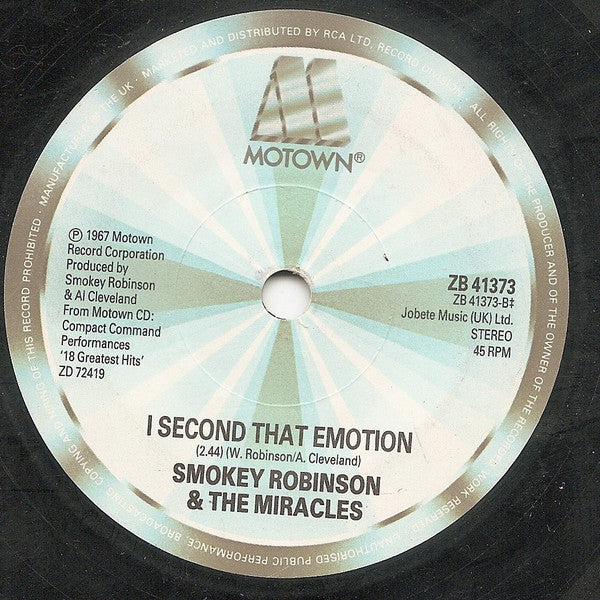 MOTOWN®
℗ 1967 Motown
Record Corporation
Produced by
Smokey Robinson
& Al Cleveland
From Motown CD:
Compact Command
Performances
'18 Greatest Hits'
ZD 72419
ZB 41373
ZB 41373-B‡
Jobete Music (UK) Ltd.
STEREO
45 RPM
I SECOND THAT EMOTION
(2.44) (W. Robinson/A. Cleveland)
SMOKEY ROBINSON
& THE MIRACLES
MANUFACTURED IN THE UK · MARKETED AND DISTRIBUTED BY RCA LTD, RECORD DIVISION · ALL RIGHTS OF THE PRODUCER AND OF THE OWNER OF THE RECORDED WORK RESERVED · UNAUTHORISED PUBLIC PERFORMANCE, BROADCASTING, COPYING AND HIRING OF THIS RECORD PROHIBITED ·